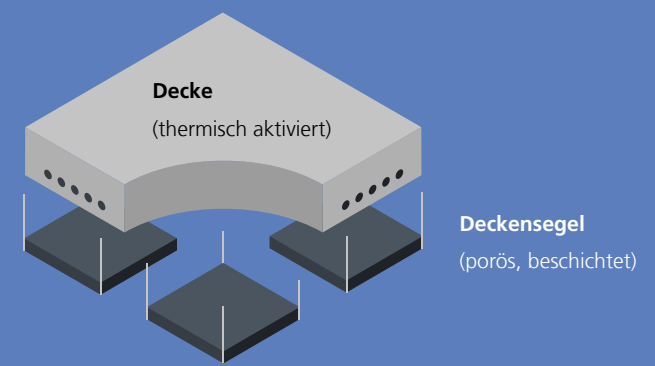 Decke
(thermisch aktiviert)
Deckensegel
(porös, beschichtet)